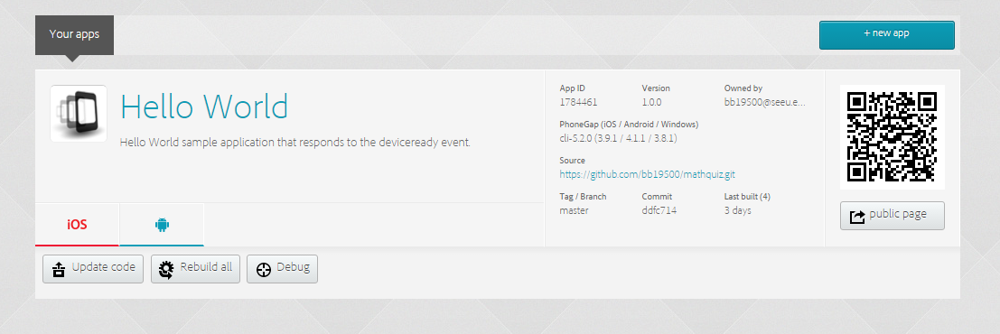 Your apps
+ new app
Hello World
Hello World sample application that responds to the deviceready event.
App ID
1784461
Version
1.0.0
Owned by
bb19500@seeu.e...
PhoneGap (iOS / Android / Windows)
cli-5.2.0 (3.9.1 / 4.1.1 / 3.8.1)
Source
https://github.com/bb19500/mathquiz.git
Tag / Branch
master
Commit
ddfc714
Last built (4)
3 days
public page
iOS
Update code
Rebuild all
Debug